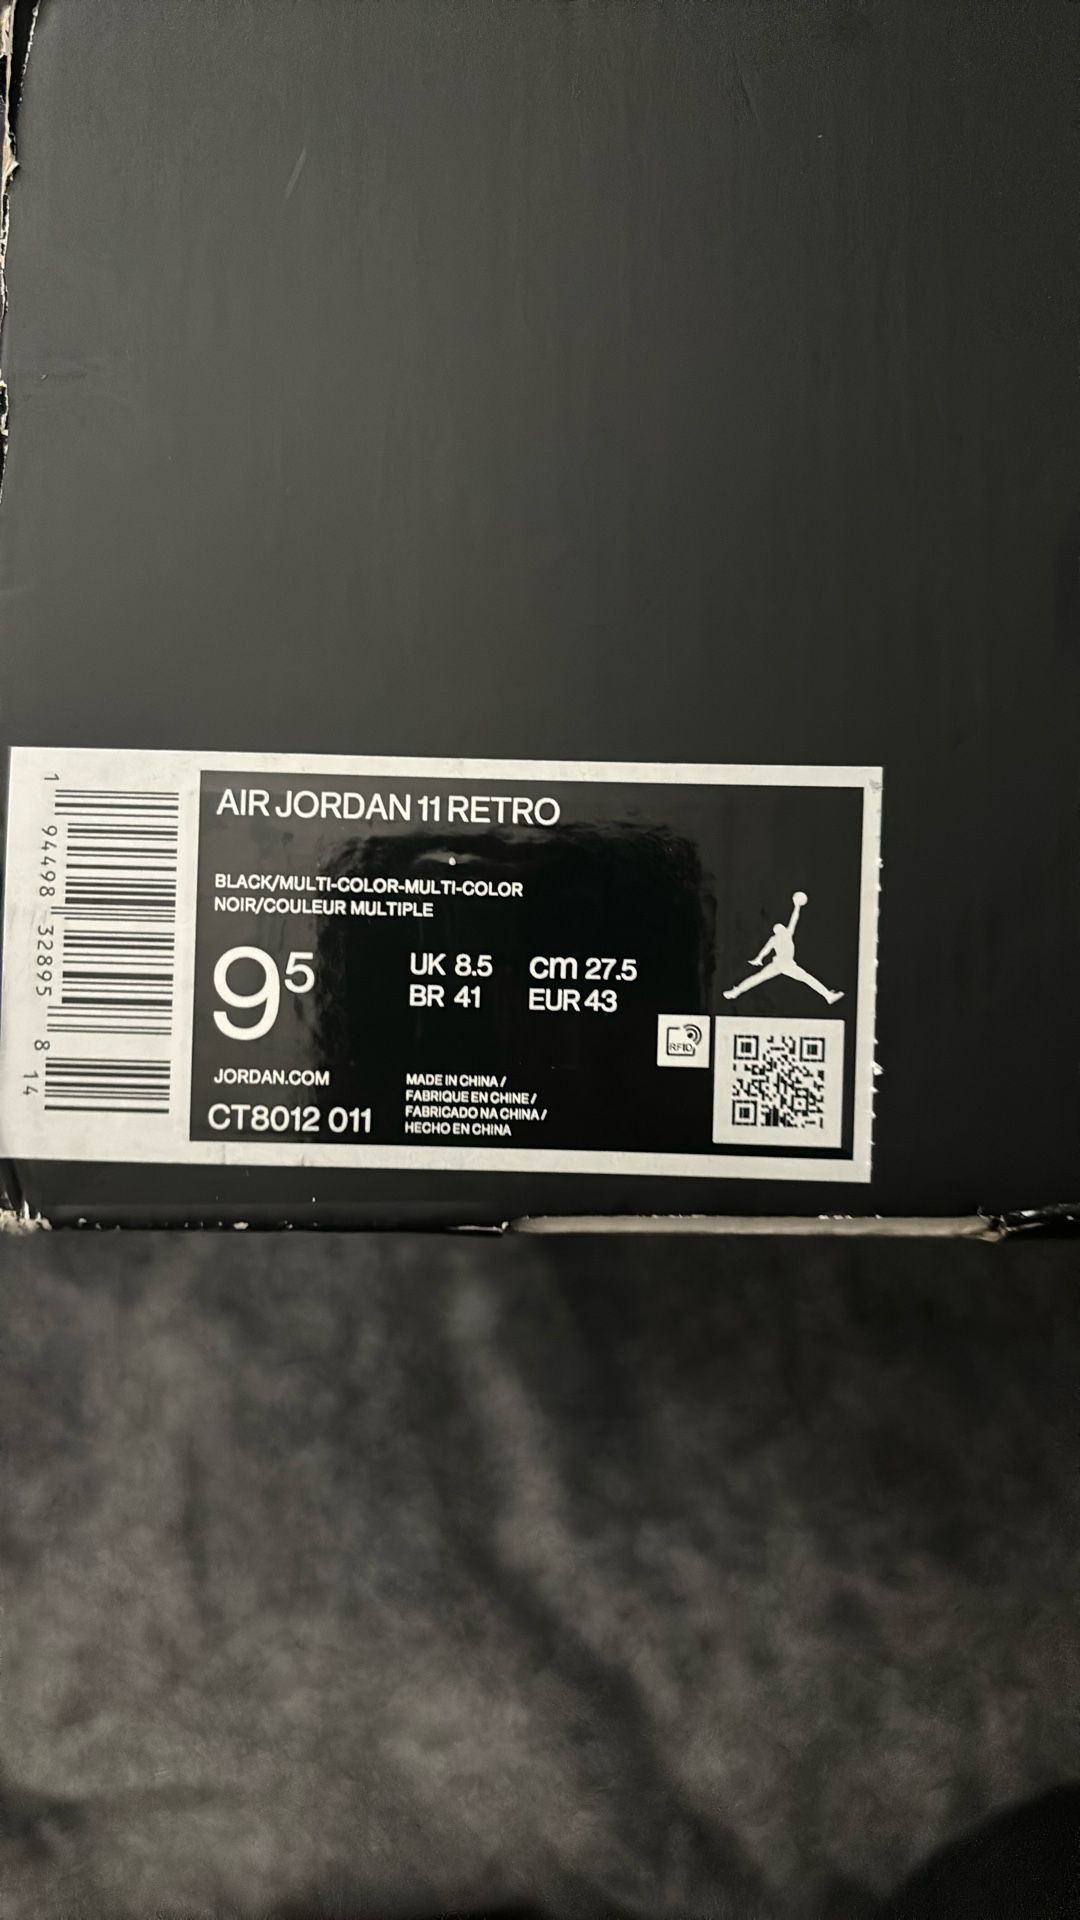 AIR JORDAN 11 RETRO
BLACK/MULTI-COLOR-MULTI-COLOR
NOIR/COULEUR MULTIPLE
9⁵
UK 8.5 cm 27.5
BR 41 EUR 43
RFID
JORDAN.COM
CT8012 011
MADE IN CHINA /
FABRIQUE EN CHINE /
FABRICADO NA CHINA /
HECHO EN CHINA
1 94498 32895 8 14